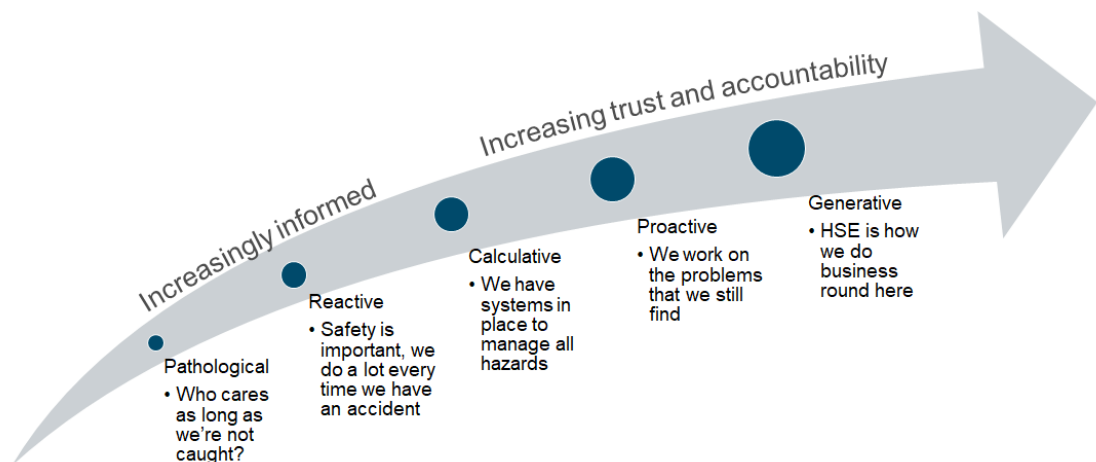 Increasingly informed
Increasing trust and accountability
Pathological
• Who cares
as long as
we're not
caught?
Reactive
• Safety is
important, we
do a lot every
time we have
an accident
Calculative
• We have
systems in
place to
manage all
hazards
Proactive
• We work on
the problems
that we still
find
Generative
• HSE is how
we do
business
round here